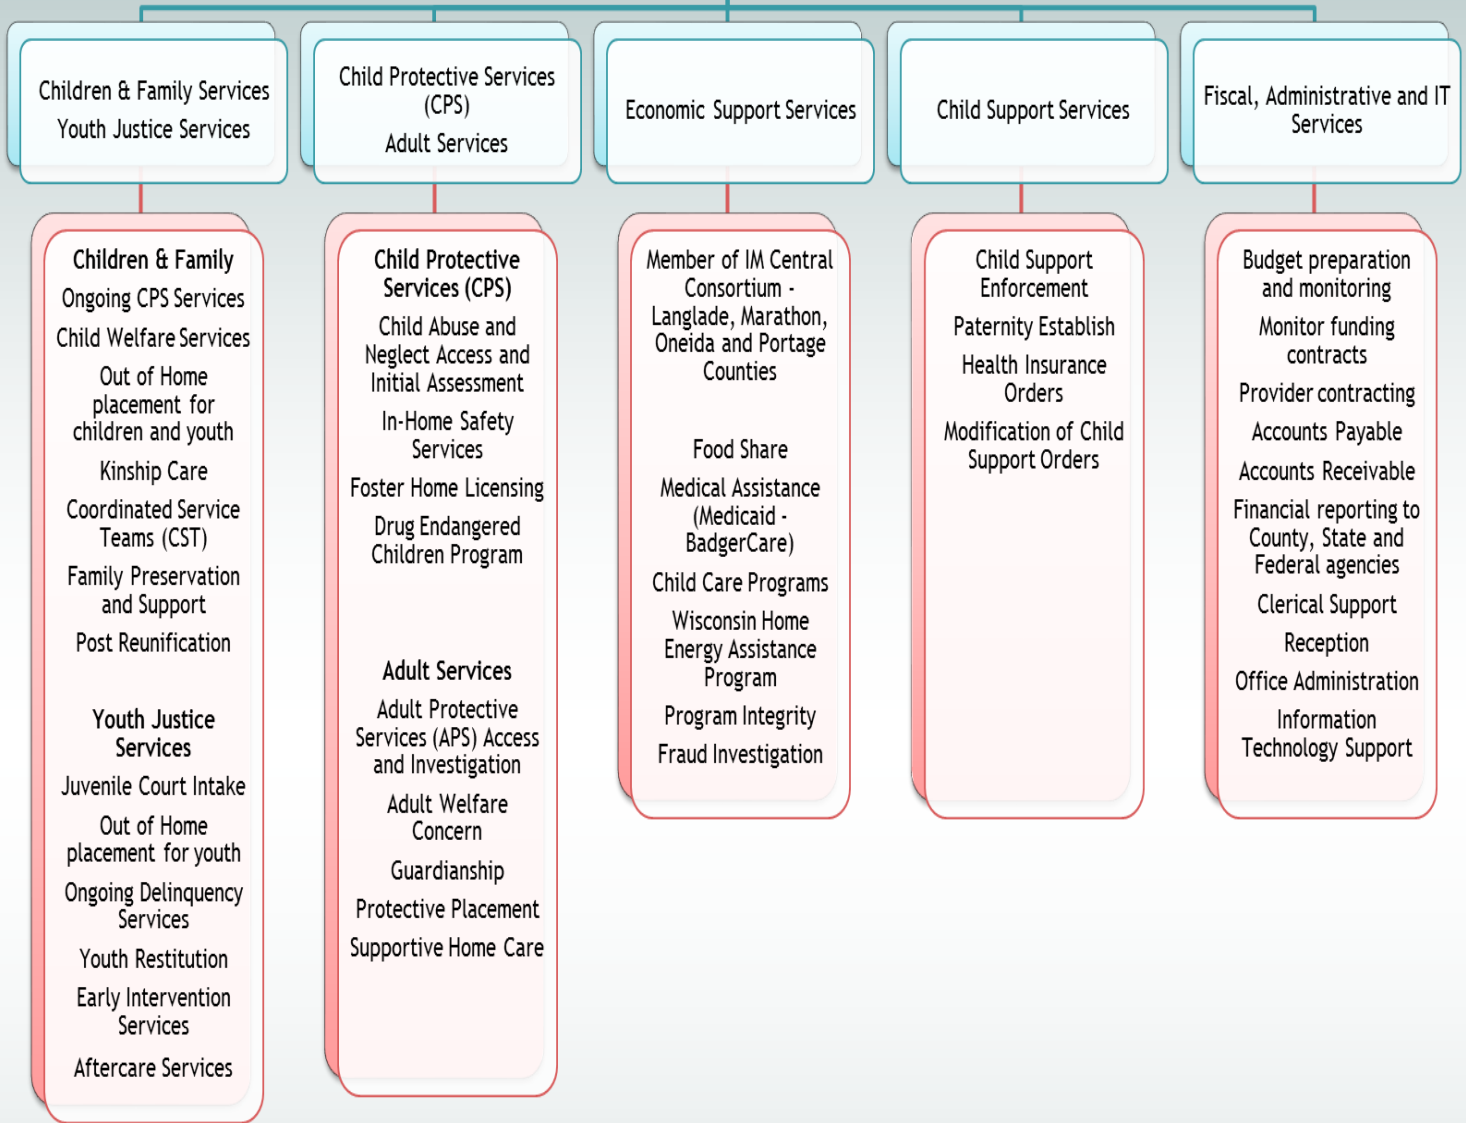 Children & Family Services
Youth Justice Services
Child Protective Services
(CPS)
Adult Services
Economic Support Services
Child Support Services
Fiscal, Administrative and IT
Services
Children & Family
Ongoing CPS Services
Child Welfare Services
Out of Home
placement for
children and youth
Kinship Care
Coordinated Service
Teams (CST)
Family Preservation
and Support
Post Reunification
Youth Justice
Services
Juvenile Court Intake
Out of Home
placement for youth
Ongoing Delinquency
Services
Youth Restitution
Early Intervention
Services
Aftercare Services
Child Protective
Services (CPS)
Child Abuse and
Neglect Access and
Initial Assessment
In-Home Safety
Services
Foster Home Licensing
Drug Endangered
Children Program
Adult Services
Adult Protective
Services (APS) Access
and Investigation
Adult Welfare
Concern
Guardianship
Protective Placement
Supportive Home Care
Member of IM Central
Consortium -
Langlade, Marathon,
Oneida and Portage
Counties
Food Share
Medical Assistance
(Medicaid -
BadgerCare)
Child Care Programs
Wisconsin Home
Energy Assistance
Program
Program Integrity
Fraud Investigation
Child Support
Enforcement
Paternity Establish
Health Insurance
Orders
Modification of Child
Support Orders
Budget preparation
and monitoring
Monitor funding
contracts
Provider contracting
Accounts Payable
Accounts Receivable
Financial reporting to
County, State and
Federal agencies
Clerical Support
Reception
Office Administration
Information
Technology Support